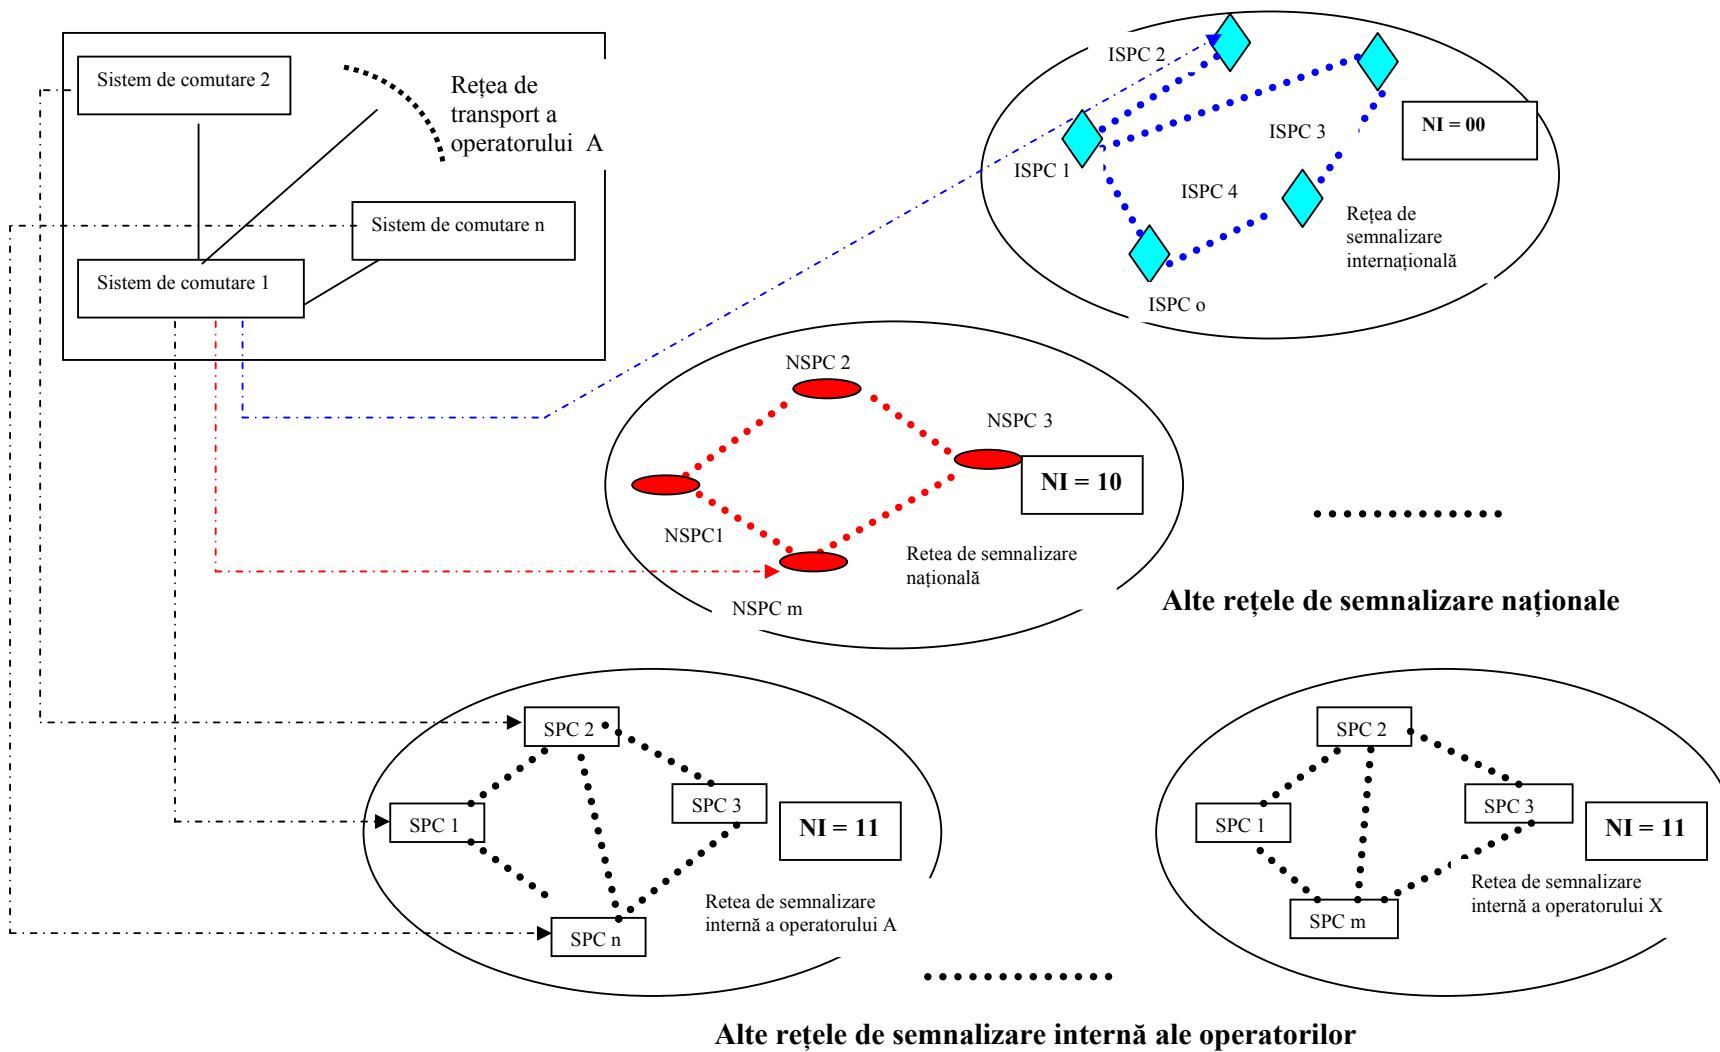 Sistem de comutare 2
Rețea de
transport a
operatorului A
Sistem de comutare n
Sistem de comutare 1
ISPC 2
ISPC 3
NI = 00
ISPC 1
ISPC 4
Rețea de
semnalizare
internațională
ISPC o
NSPC 2
NSPC 3
NI = 10
NSPC1
Retea de semnalizare
națională
NSPC m
Alte rețele de semnalizare naționale
SPC 2
SPC 3
SPC 1
NI = 11
Retea de semnalizare
internă a operatorului A
SPC n
SPC 2
SPC 3
SPC 1
NI = 11
Retea de semnalizare
internă a operatorului X
SPC m
Alte rețele de semnalizare internă ale operatorilor